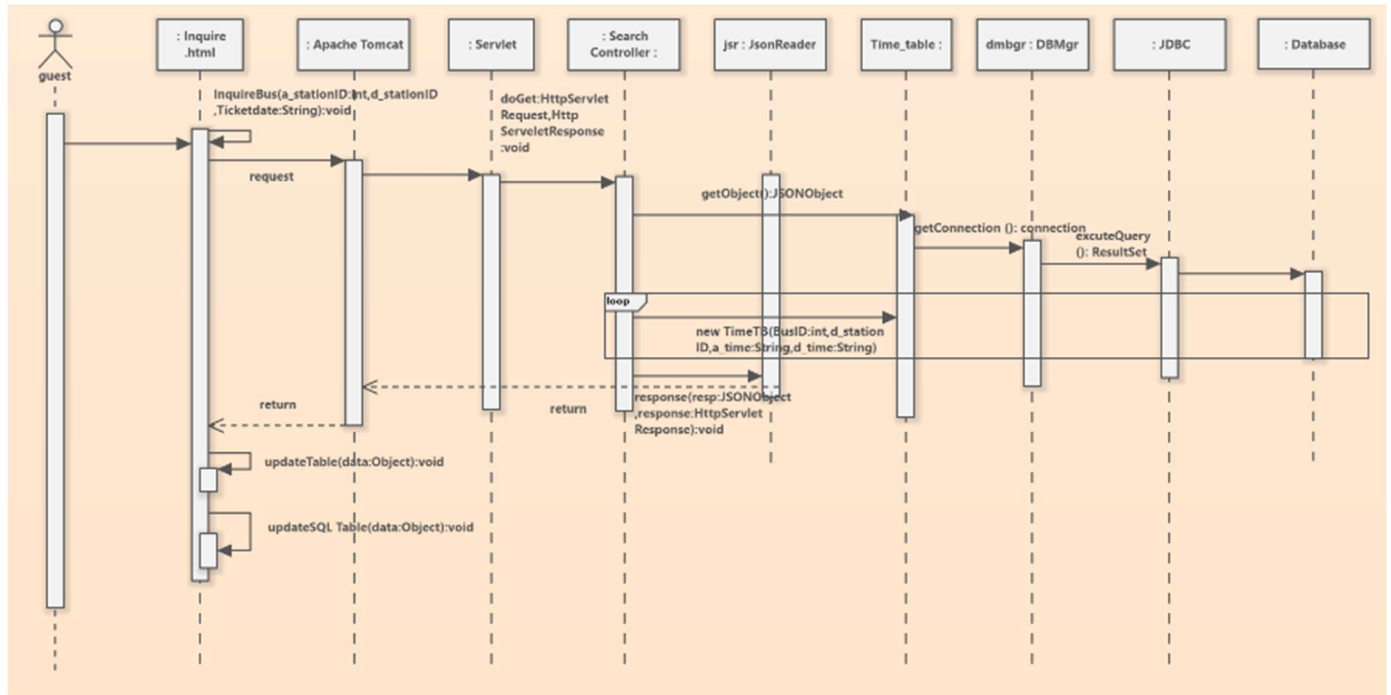 guest
: Inquire
.html
: Apache Tomcat
: Servlet
: Search
Controller :
jsr : JsonReader
Time_table :
dmbgr : DBMgr
: JDBC
: Database
InquireBus(a_stationID:int,d_stationID
,Ticketdate:String):void
doGet:HttpServlet
Request,Http
ServeletResponse
:void
request
getObject():JSONObject
getConnection (): connection
excuteQuery
(): ResultSet
loop
new TimeTB(BusID:int,d_station
ID,a_time:String,d_time:String)
return
return
response(resp:JSONObject
,response:HttpServlet
Response):void
updateTable(data:Object):void
updateSQL Table(data:Object):void